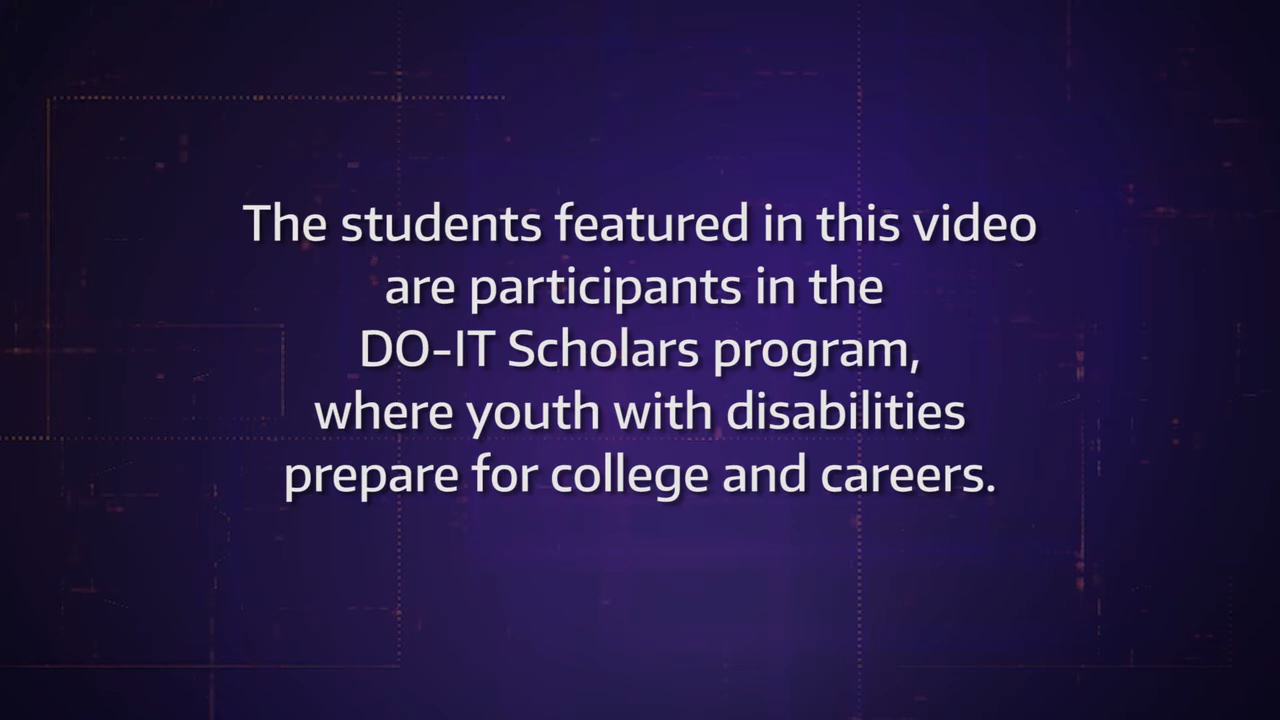 The students featured in this video
are participants in the
DO-IT Scholars program,
where youth with disabilities
prepare for college and careers.